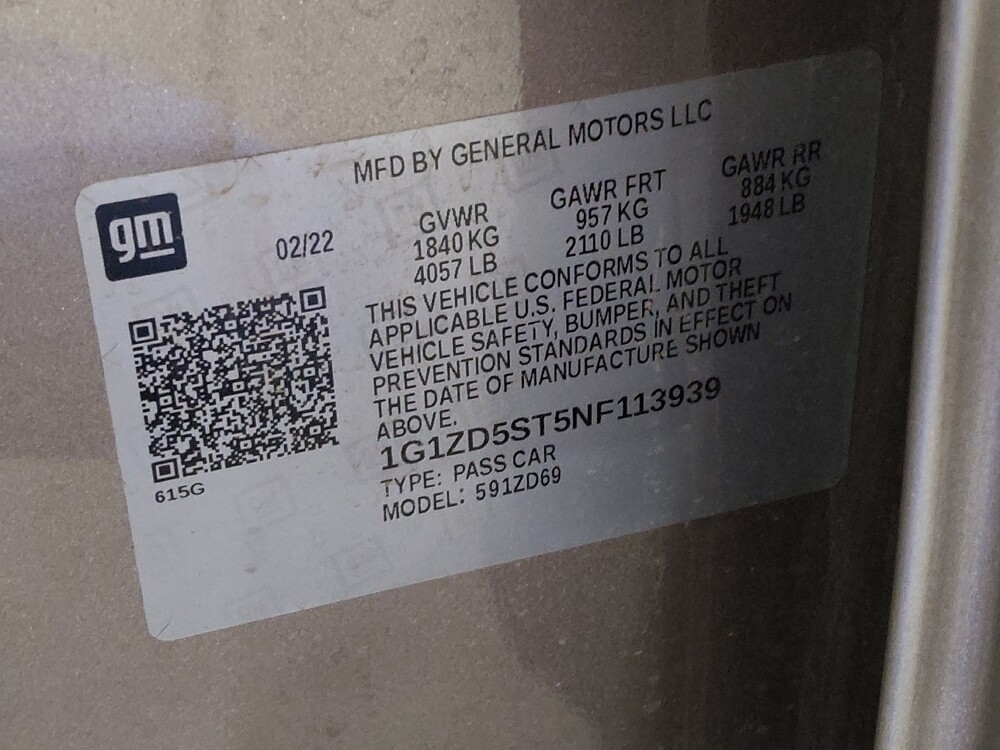 MFD BY GENERAL MOTORS LLC
gm
02/22
GVWR
1840 KG
4057 LB
GAWR FRT
957 KG
2110 LB
GAWR RR
884 KG
1948 LB
THIS VEHICLE CONFORMS TO ALL
APPLICABLE U.S. FEDERAL MOTOR
VEHICLE SAFETY, BUMPER, AND THEFT
PREVENTION STANDARDS IN EFFECT ON
THE DATE OF MANUFACTURE SHOWN
ABOVE.
1G1ZD5ST5NF113939
TYPE: PASS CAR
MODEL: 591ZD69
615G